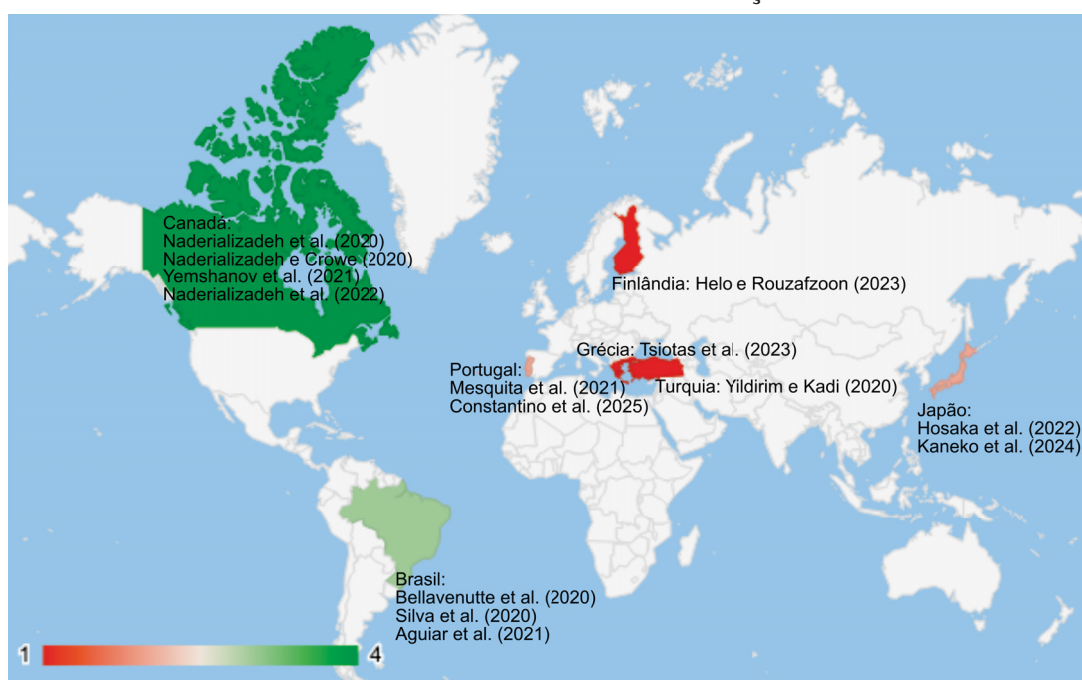 Canadá:
Naderializadeh et al. (2020)
Naderializadeh e Crowe (2020)
Yemshanov et al. (2021)
Naderializadeh et al. (2022)
Finlândia: Helo e Rouzafzoon (2023)
Grécia: Tsiotas et al. (2023)
Portugal:
Mesquita et al. (2021)
Constantino et al. (2025)
Turquia: Yildirim e Kadi (2020)
Japão:
Hosaka et al. (2022)
Kaneko et al. (2024)
Brasil:
Bellavenutte et al. (2020)
Silva et al. (2020)
Aguiar et al. (2021)
1 4